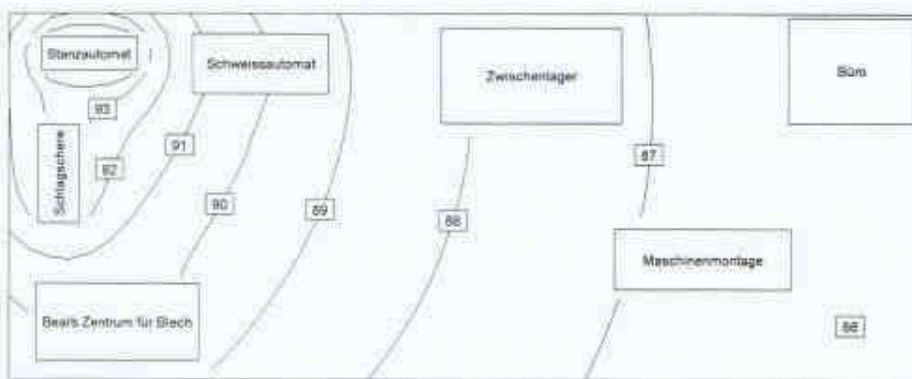 Stanzautomat
Schweissautomat
Zwischenlager
Büro
93
Schlagschere
92
91
87
90
89
88
Maschinenmontage
Bearb Zentrum für Blech
86